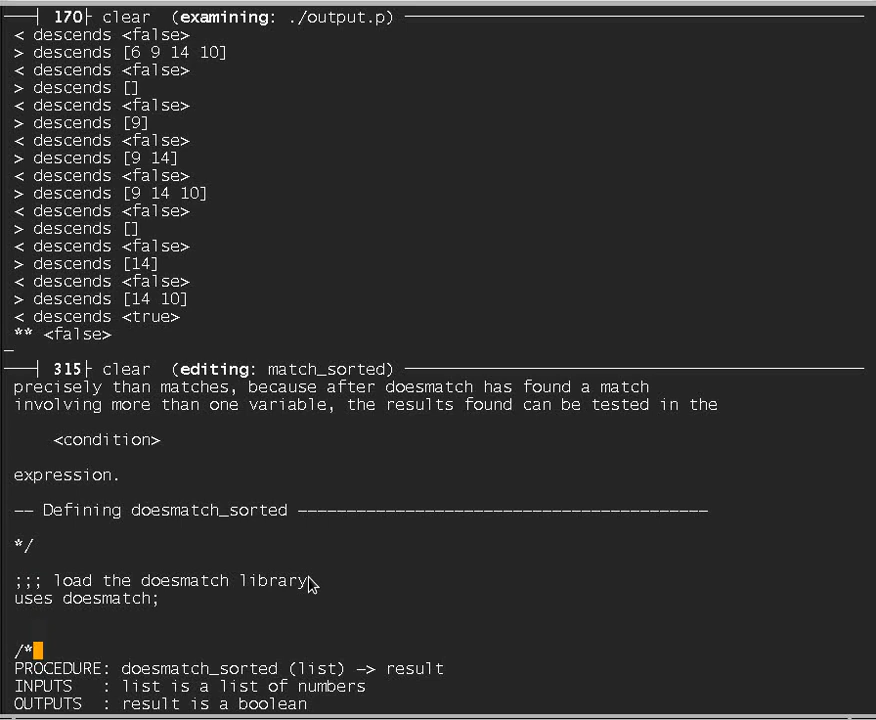 170 clear (examining: ./output.p)
< descends <false>
> descends [6 9 14 10]
< descends <false>
> descends []
< descends <false>
> descends [9]
< descends <false>
> descends [9 14]
< descends <false>
> descends [9 14 10]
< descends <false>
> descends []
< descends <false>
> descends [14]
< descends <false>
> descends [14 10]
< descends <true>
** <false>
315 clear (editing: match_sorted)
precisely than matches, because after doesmatch has found a match
involving more than one variable, the results found can be tested in the
<condition>
expression.
-- Defining doesmatch_sorted ------------------------------------------
*/
;;; load the doesmatch library
uses doesmatch;
/*
PROCEDURE: doesmatch_sorted (list) -> result
INPUTS : list is a list of numbers
OUTPUTS : result is a boolean